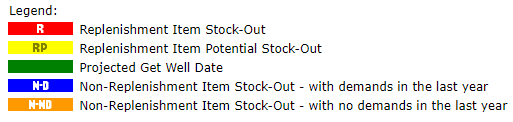 Legend:
R Replenishment Item Stock-Out
RP Replenishment Item Potential Stock-Out
Projected Get Well Date
N-D Non-Replenishment Item Stock-Out - with demands in the last year
N-ND Non-Replenishment Item Stock-Out - with no demands in the last year